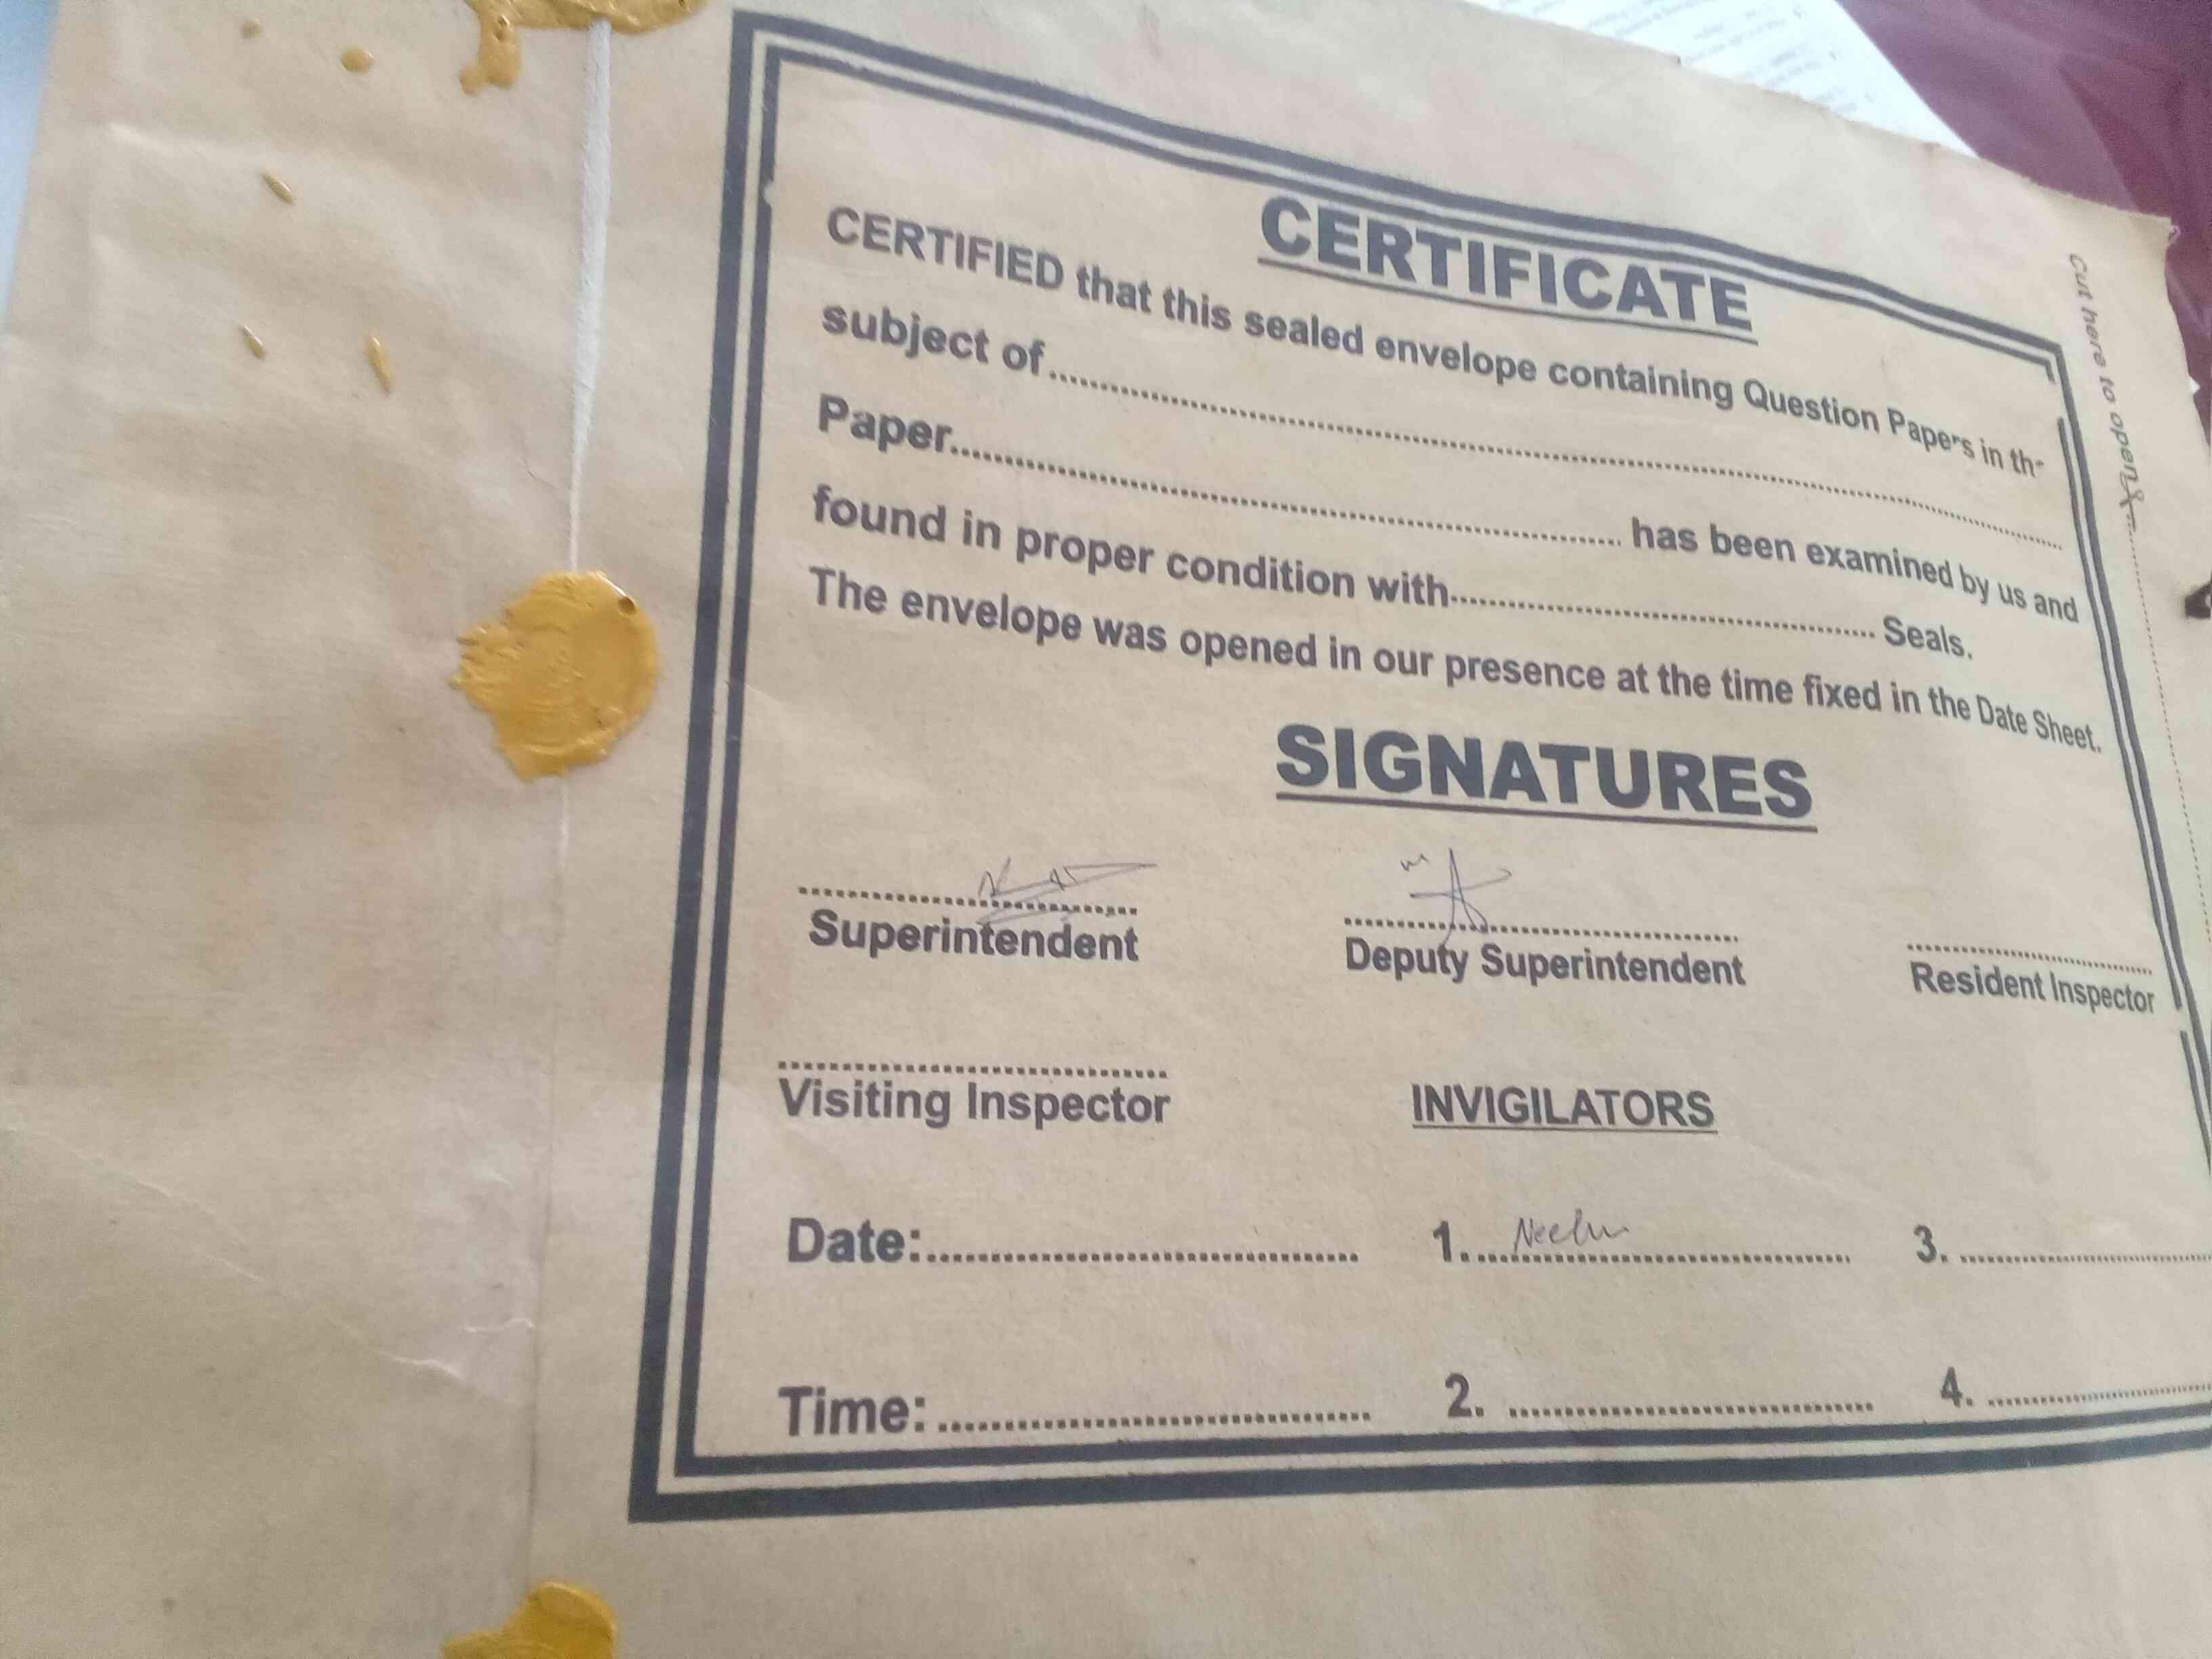 CERTIFICATE
CERTIFIED that this sealed envelope containing Question Papers in th
subject of....................................................................................
Paper.................................................... has been examined by us and
found in proper condition with................................... Seals.
The envelope was opened in our presence at the time fixed in the Date Sheet.
SIGNATURES
Superintendent Deputy Superintendent Resident Inspector
Visiting Inspector INVIGILATORS
Date:................................... 1. Neelu 3. .....................
Time:................................... 2. .............................. 4. .....................
Cut here to open